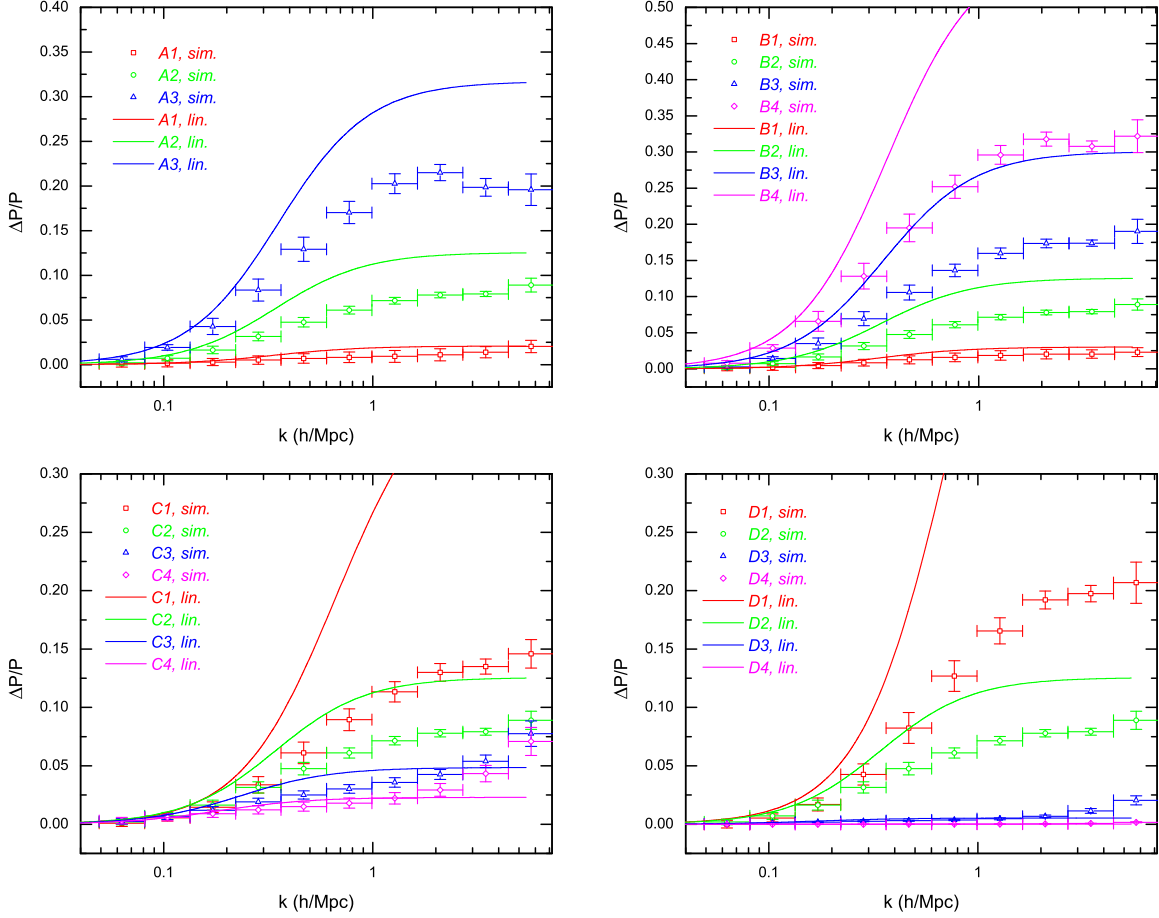 0.40
0.35
0.30
0.25
0.20
0.15
0.10
0.05
0.00
ΔP/P
A1, sim.
A2, sim.
A3, sim.
A1, lin.
A2, lin.
A3, lin.
0.1
1
k (h/Mpc)
0.50
0.45
0.40
0.35
0.30
0.25
0.20
0.15
0.10
0.05
0.00
ΔP/P
B1, sim.
B2, sim.
B3, sim.
B4, sim.
B1, lin.
B2, lin.
B3, lin.
B4, lin.
0.1
1
k (h/Mpc)
0.30
0.25
0.20
0.15
0.10
0.05
0.00
ΔP/P
C1, sim.
C2, sim.
C3, sim.
C4, sim.
C1, lin.
C2, lin.
C3, lin.
C4, lin.
0.1
1
k (h/Mpc)
0.30
0.25
0.20
0.15
0.10
0.05
0.00
ΔP/P
D1, sim.
D2, sim.
D3, sim.
D4, sim.
D1, lin.
D2, lin.
D3, lin.
D4, lin.
0.1
1
k (h/Mpc)